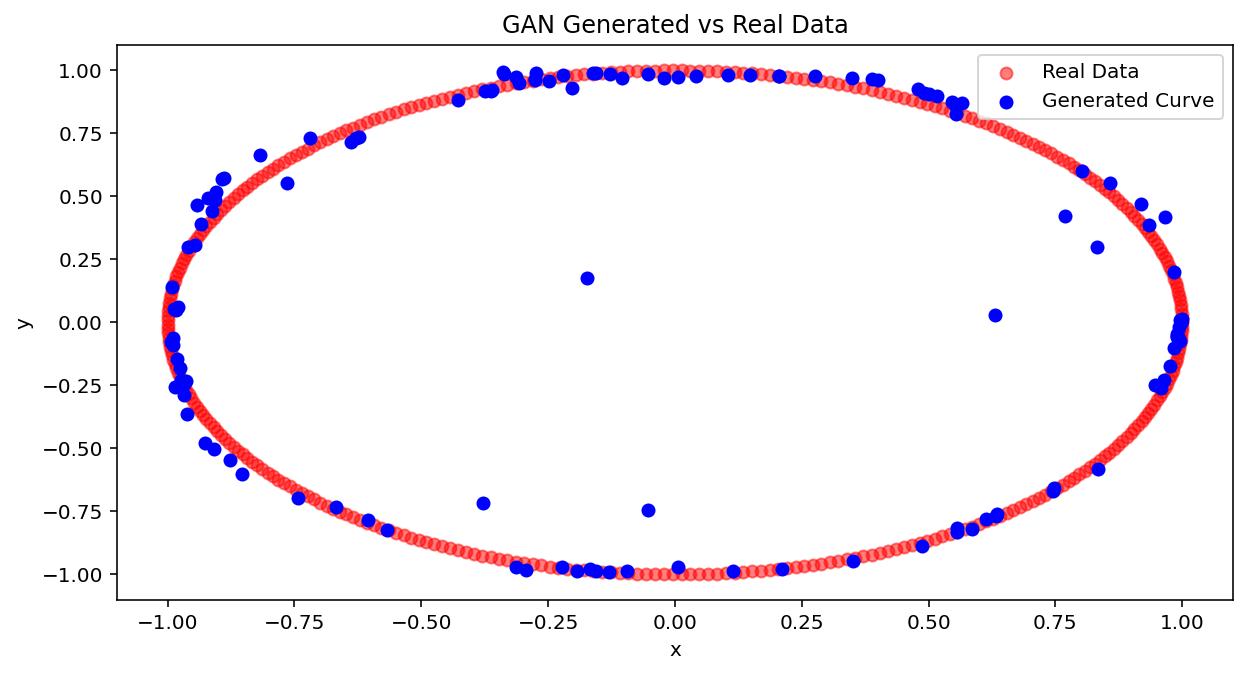 GAN Generated vs Real Data
Real Data
Generated Curve
1.00
0.75
0.50
0.25
0.00
−0.25
−0.50
−0.75
−1.00
y
−1.00 −0.75 −0.50 −0.25 0.00 0.25 0.50 0.75 1.00
x